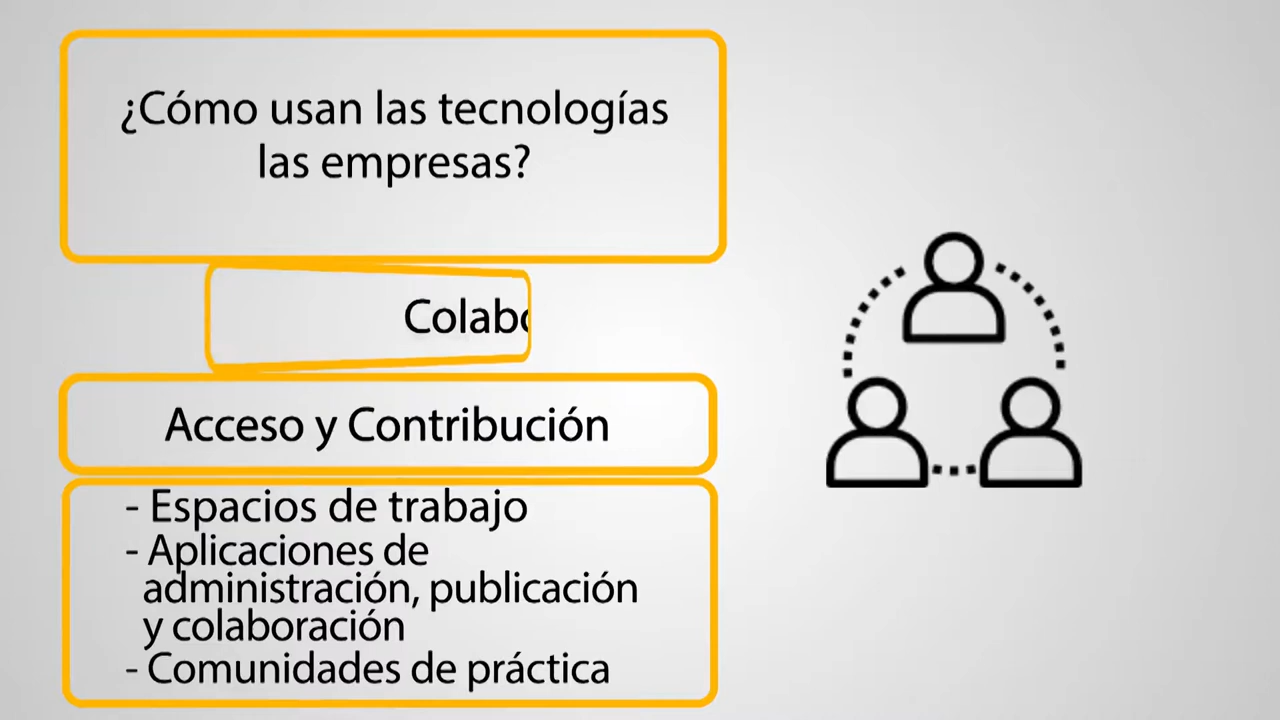 ¿Cómo usan las tecnologías
las empresas?
Acceso y Contribución
- Espacios de trabajo
- Aplicaciones de
administración, publicación
y colaboración
- Comunidades de práctica